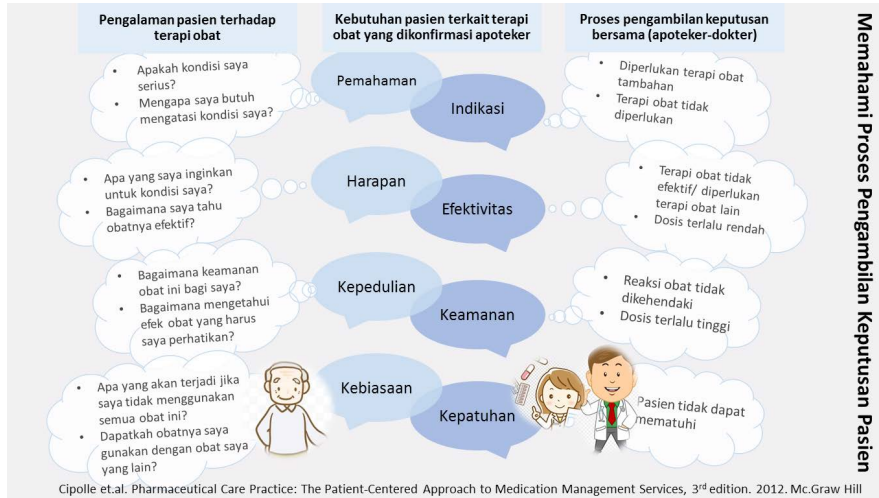 Pengalaman pasien terhadap
terapi obat
Kebutuhan pasien terkait terapi
obat yang dikonfirmasi apoteker
Proses pengambilan keputusan
bersama (apoteker-dokter)
• Apakah kondisi saya
serius?
• Mengapa saya butuh
mengatasi kondisi saya?
Pemahaman
Indikasi
• Diperlukan terapi obat
tambahan
• Terapi obat tidak
diperlukan
• Apa yang saya inginkan
untuk kondisi saya?
• Bagaimana saya tahu
obatnya efektif?
Harapan
Efektivitas
• Terapi obat tidak
efektif/ diperlukan
terapi obat lain
• Dosis terlalu rendah
• Bagaimana keamanan
obat ini bagi saya?
• Bagaimana mengetahui
efek obat yang harus
saya perhatikan?
Kepedulian
Keamanan
• Reaksi obat tidak
dikehendaki
• Dosis terlalu tinggi
• Apa yang akan terjadi jika
saya tidak menggunakan
semua obat ini?
• Dapatkah obatnya saya
gunakan dengan obat saya
yang lain?
Kebiasaan
Kepatuhan
Pasien tidak dapat
mematuhi
Memahami Proses Pengambilan Keputusan Pasien
Cipolle et.al. Pharmaceutical Care Practice: The Patient-Centered Approach to Medication Management Services, 3rd edition. 2012. Mc.Graw Hill